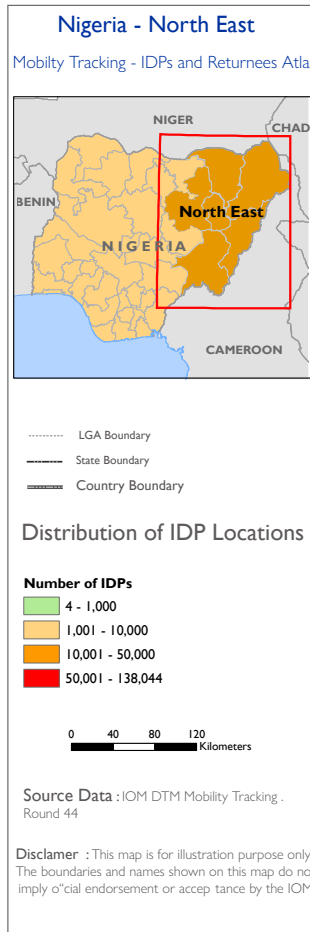 Nigeria - North East
Mobilty Tracking - IDPs and Returnees Atla
NIGER
CHAD
BENIN
North East
NIGERIA
CAMEROON
LGA Boundary
State Boundary
Country Boundary
Distribution of IDP Locations
Number of IDPs
4 - 1,000
1,001 - 10,000
10,001 - 50,000
50,001 - 138,044
0 40 80 120
Kilometers
Source Data : IOM DTM Mobility Tracking .
Round 44
Disclamer : This map is for illustration purpose only
The boundaries and names shown on this map do no
imply o“cial endorsement or accep tance by the IOM